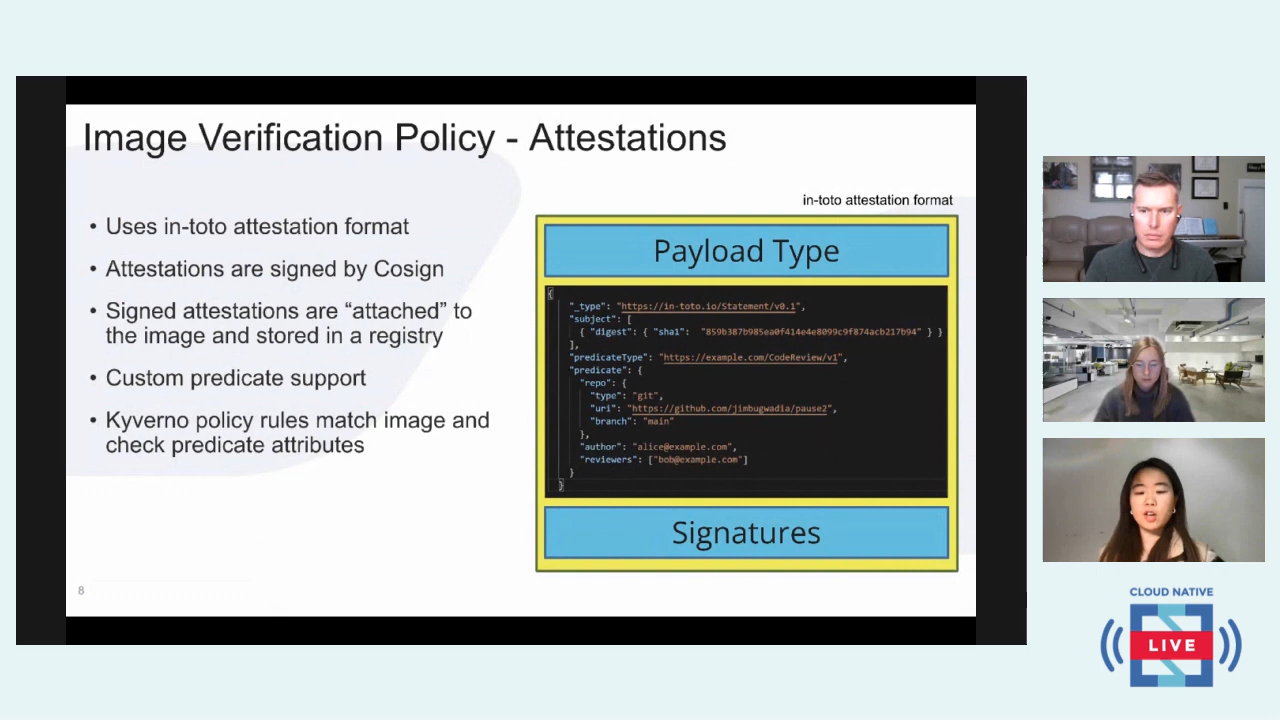 Image Verification Policy - Attestations
• Uses in-toto attestation format
• Attestations are signed by Cosign
• Signed attestations are “attached” to
the image and stored in a registry
• Custom predicate support
• Kyverno policy rules match image and
check predicate attributes
in-toto attestation format
Payload Type
{
"_type": "https://in-toto.io/Statement/v0.1",
"subject": [
{ "digest": { "sha1": "859b387b985ea0f414e4e8099c9f874acb217b94" } }
],
"predicateType": "https://example.com/CodeReview/v1",
"predicate": {
"repo": {
"type": "git",
"uri": "https://github.com/jimbugwadia/pause2",
"branch": "main"
},
"author": "alice@example.com",
"reviewers": ["bob@example.com"]
}
}
Signatures
8
CLOUD NATIVE
LIVE